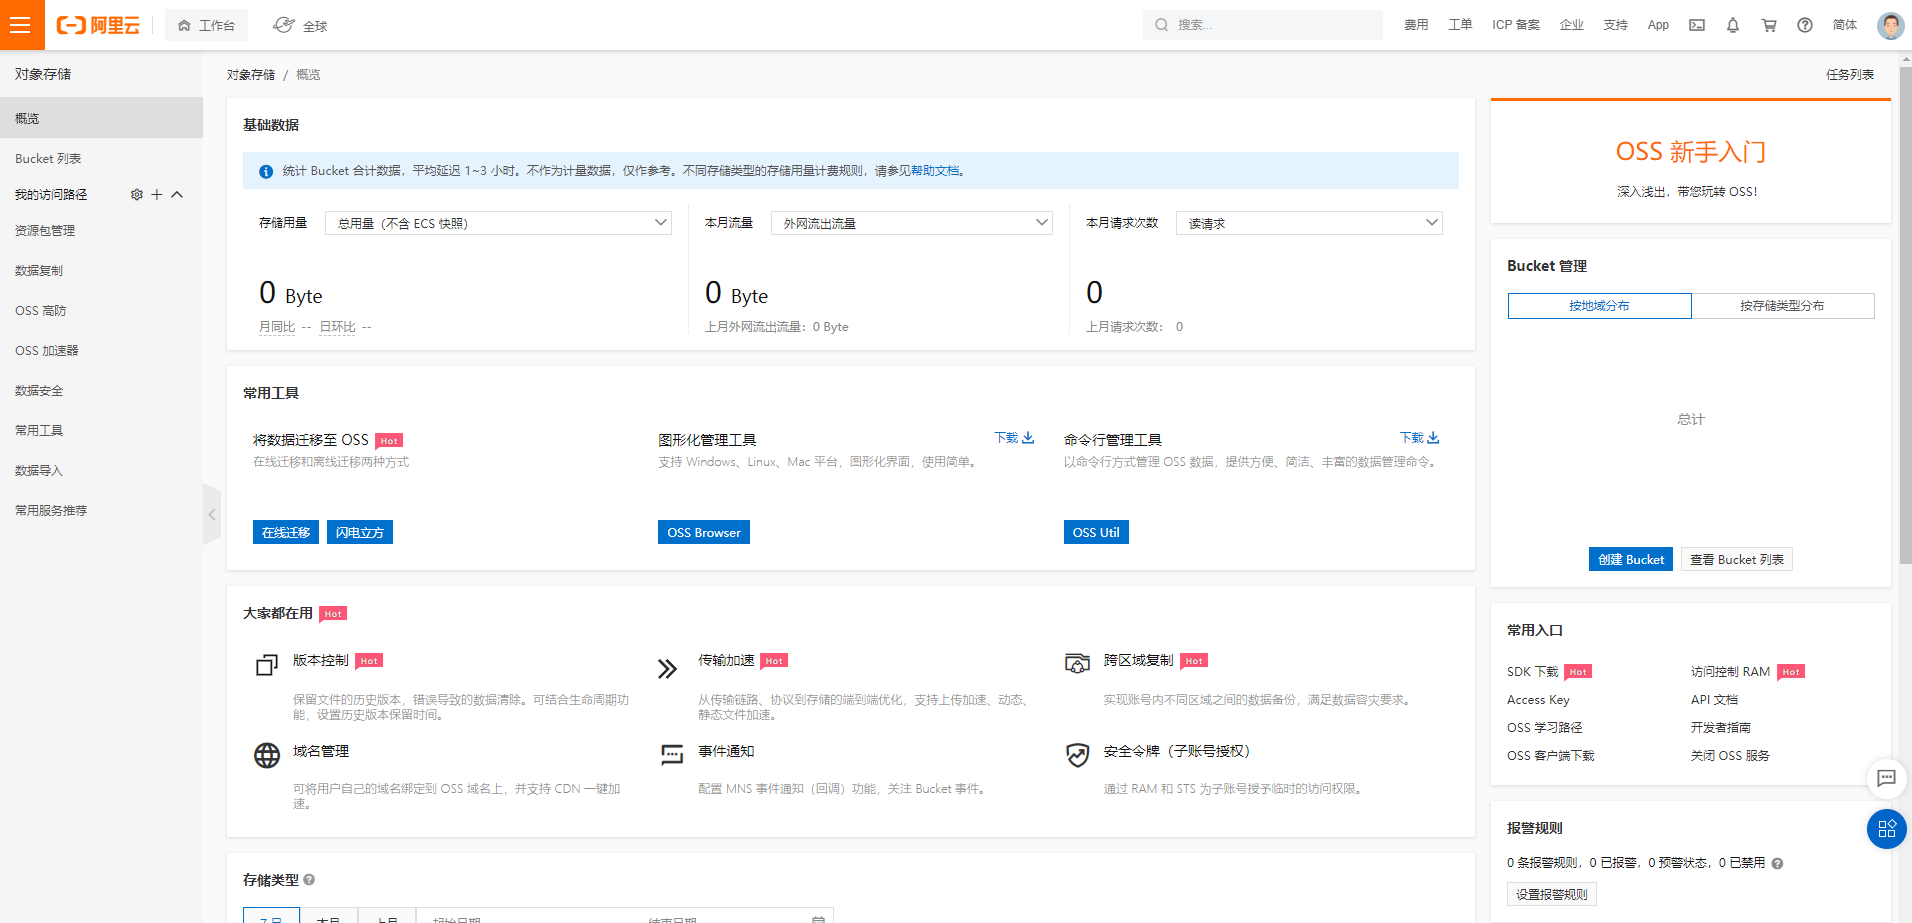 阿里云
工作台
全球
搜索...
费用
工单
ICP 备案
企业
支持
App
简体
对象存储
概览
Bucket 列表
我的访问路径
资源包管理
数据复制
OSS 高防
OSS 加速器
数据安全
常用工具
数据导入
常用服务推荐
对象存储 / 概览
任务列表
基础数据
统计 Bucket 合计数据，平均延迟 1~3 小时。不作为计量数据，仅作参考。不同存储类型的存储用量计费规则，请参见帮助文档。
存储用量
总用量（不含 ECS 快照）
0 Byte
月同比 -- 日环比 --
本月流量
外网流出流量
0 Byte
上月外网流出流量：0 Byte
本月请求次数
读请求
0
上月请求次数： 0
常用工具
将数据迁移至 OSS Hot
在线迁移和离线迁移两种方式
在线迁移
闪电立方
图形化管理工具
下载
支持 Windows、Linux、Mac 平台，图形化界面，使用简单。
OSS Browser
命令行管理工具
下载
以命令行方式管理 OSS 数据，提供方便、简洁、丰富的数据管理命令。
OSS Util
大家都在用 Hot
版本控制 Hot
保留文件的历史版本，错误导致的数据清除。可结合生命周期功
能，设置历史版本保留时间。
传输加速 Hot
从传输链路、协议到存储的端到端优化，支持上传加速、动态、
静态文件加速。
跨区域复制 Hot
实现账号内不同区域之间的数据备份，满足数据容灾要求。
域名管理
可将用户自己的域名绑定到 OSS 域名上，并支持 CDN 一键加
速。
事件通知
配置 MNS 事件通知（回调）功能，关注 Bucket 事件。
安全令牌（子账号授权）
通过 RAM 和 STS 为子账号授予临时的访问权限。
存储类型
7 日
本月
上月
起始日期
结束日期
OSS 新手入门
深入浅出，带您玩转 OSS！
Bucket 管理
按地域分布
按存储类型分布
总计
创建 Bucket
查看 Bucket 列表
常用入口
SDK 下载 Hot
访问控制 RAM Hot
Access Key
API 文档
OSS 学习路径
开发者指南
OSS 客户端下载
关闭 OSS 服务
报警规则
0 条报警规则，0 已报警，0 预警状态，0 已禁用
设置报警规则